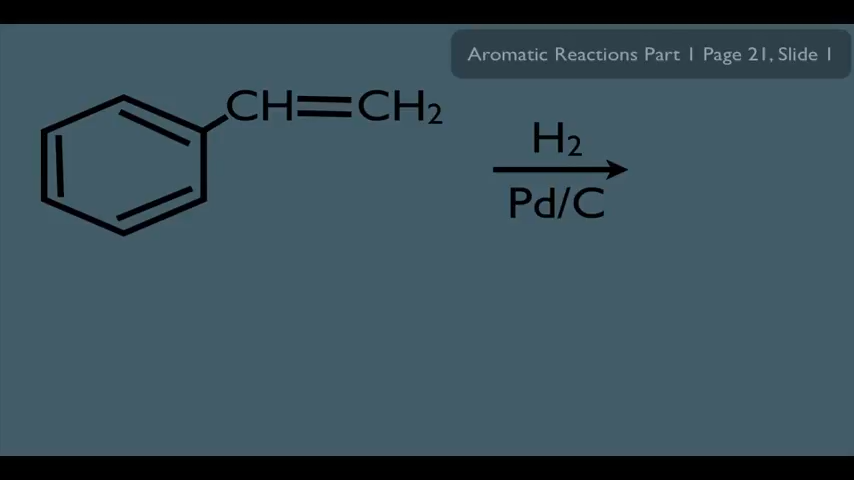 Aromatic Reactions Part 1 Page 21, Slide 1
CH=CH2
H2
Pd/C